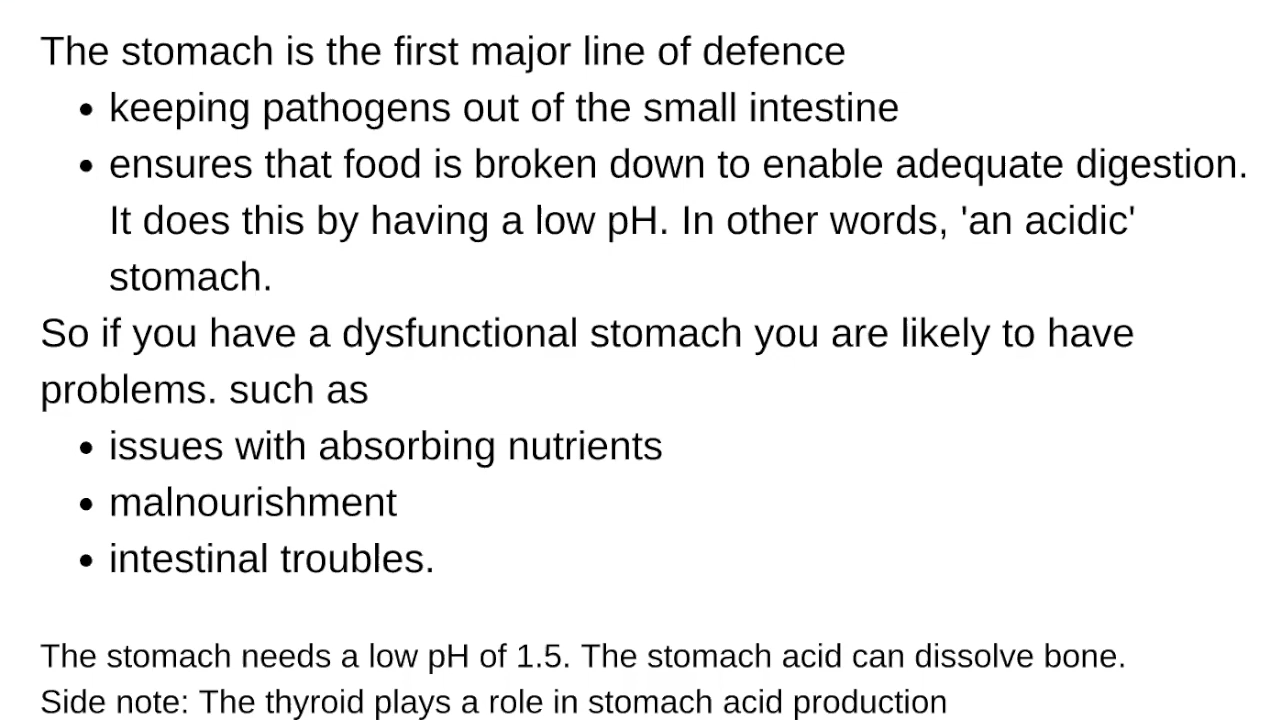 The stomach is the first major line of defence
• keeping pathogens out of the small intestine
• ensures that food is broken down to enable adequate digestion.
It does this by having a low pH. In other words, 'an acidic'
stomach.
So if you have a dysfunctional stomach you are likely to have
problems. such as
• issues with absorbing nutrients
• malnourishment
• intestinal troubles.
The stomach needs a low pH of 1.5. The stomach acid can dissolve bone.
Side note: The thyroid plays a role in stomach acid production